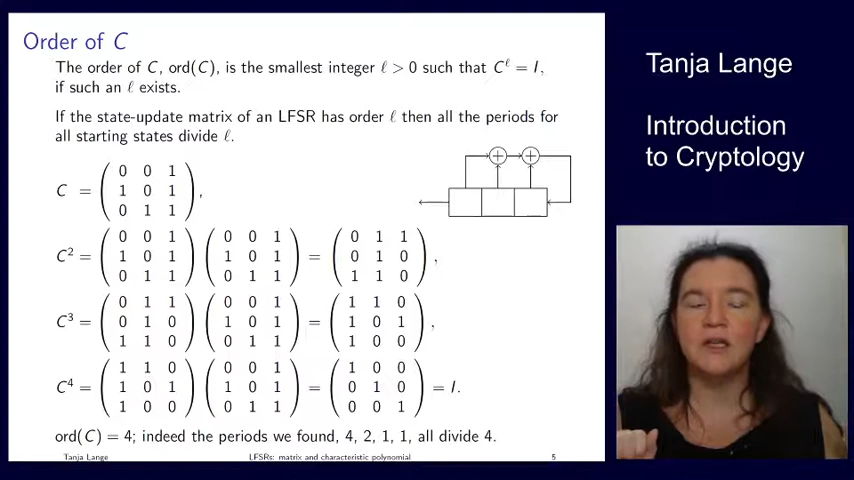 Order of C
The order of C, ord(C), is the smallest integer ℓ > 0 such that C^ℓ = I,
if such an ℓ exists.
If the state-update matrix of an LFSR has order ℓ then all the periods for
all starting states divide ℓ.
C = ( 0 0 1
1 0 1
0 1 1 ),
C² = ( 0 0 1 ) ( 0 0 1 ) = ( 0 1 1 )
( 1 0 1 ) ( 1 0 1 ) = ( 0 1 0 )
( 0 1 1 ) ( 0 1 1 ) = ( 1 1 0 ),
C³ = ( 0 1 1 ) ( 0 0 1 ) = ( 1 1 0 )
( 0 1 0 ) ( 1 0 1 ) = ( 1 0 1 )
( 1 1 0 ) ( 0 1 1 ) = ( 1 0 0 ),
C⁴ = ( 1 1 0 ) ( 0 0 1 ) = ( 1 0 0 )
( 1 0 1 ) ( 1 0 1 ) = ( 0 1 0 ) = I.
( 1 0 0 ) ( 0 1 1 ) = ( 0 0 1 )
+ +
ord(C) = 4; indeed the periods we found, 4, 2, 1, 1, all divide 4.
Tanja Lange LFSRs: matrix and characteristic polynomial 5
Tanja Lange
Introduction
to Cryptology